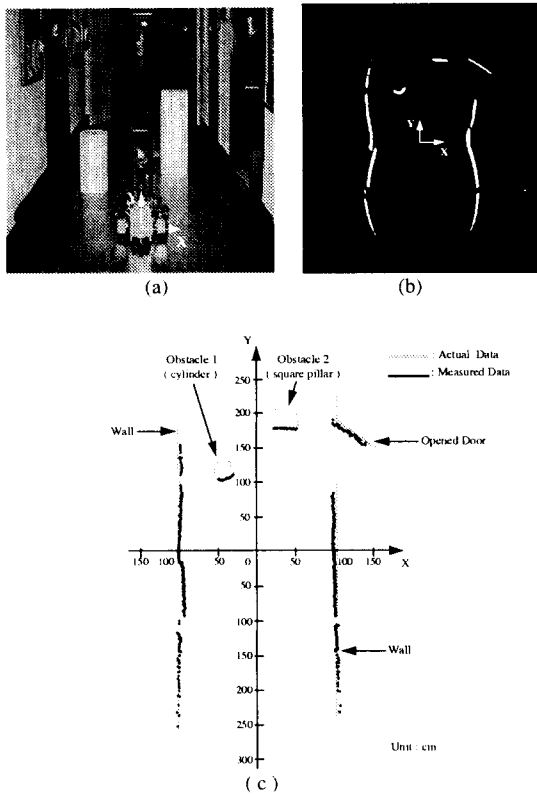 Y
X
(a)
Y
X
(b)
Y
Obstacle 1
( cylinder )
Obstacle 2
( square pillar )
: Actual Data
: Measured Data
Wall
Opened Door
250
200
150
100
50
150 100 50 0 50 100 150 X
50
100
150
200
250
300
Wall
Unit : cm
( c )